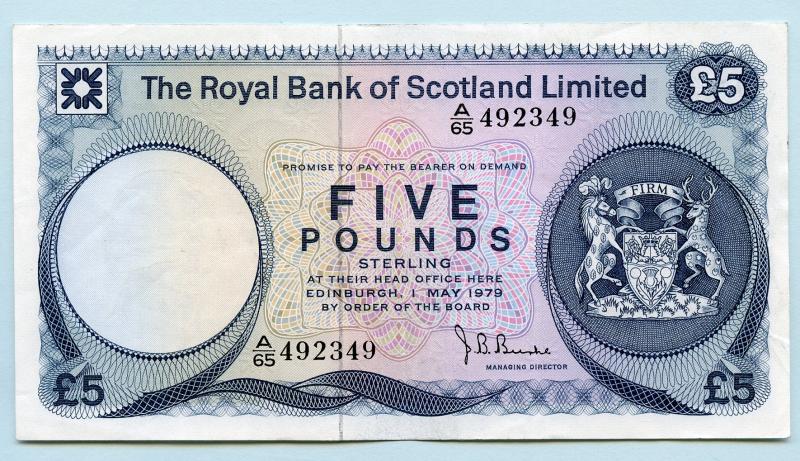 The Royal Bank of Scotland Limited
£5
A/65 492349
PROMISE TO PAY THE BEARER ON DEMAND
FIVE
POUNDS
STERLING
AT THEIR HEAD OFFICE HERE
EDINBURGH, 1 MAY 1979
BY ORDER OF THE BOARD
FIRM
A/65 492349
J. B. Burke
MANAGING DIRECTOR
£5
£5